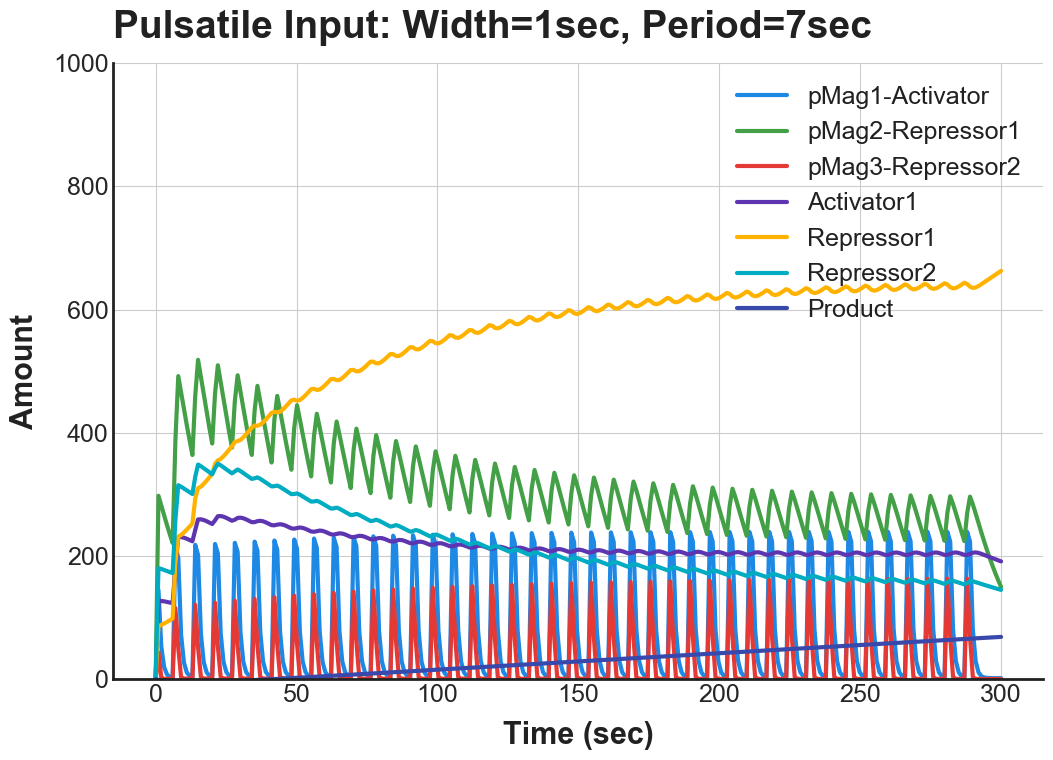 Pulsatile Input: Width=1sec, Period=7sec
1000
800
600
400
200
0
Amount
pMag1-Activator
pMag2-Repressor1
pMag3-Repressor2
Activator1
Repressor1
Repressor2
Product
0 50 100 150 200 250 300
Time (sec)